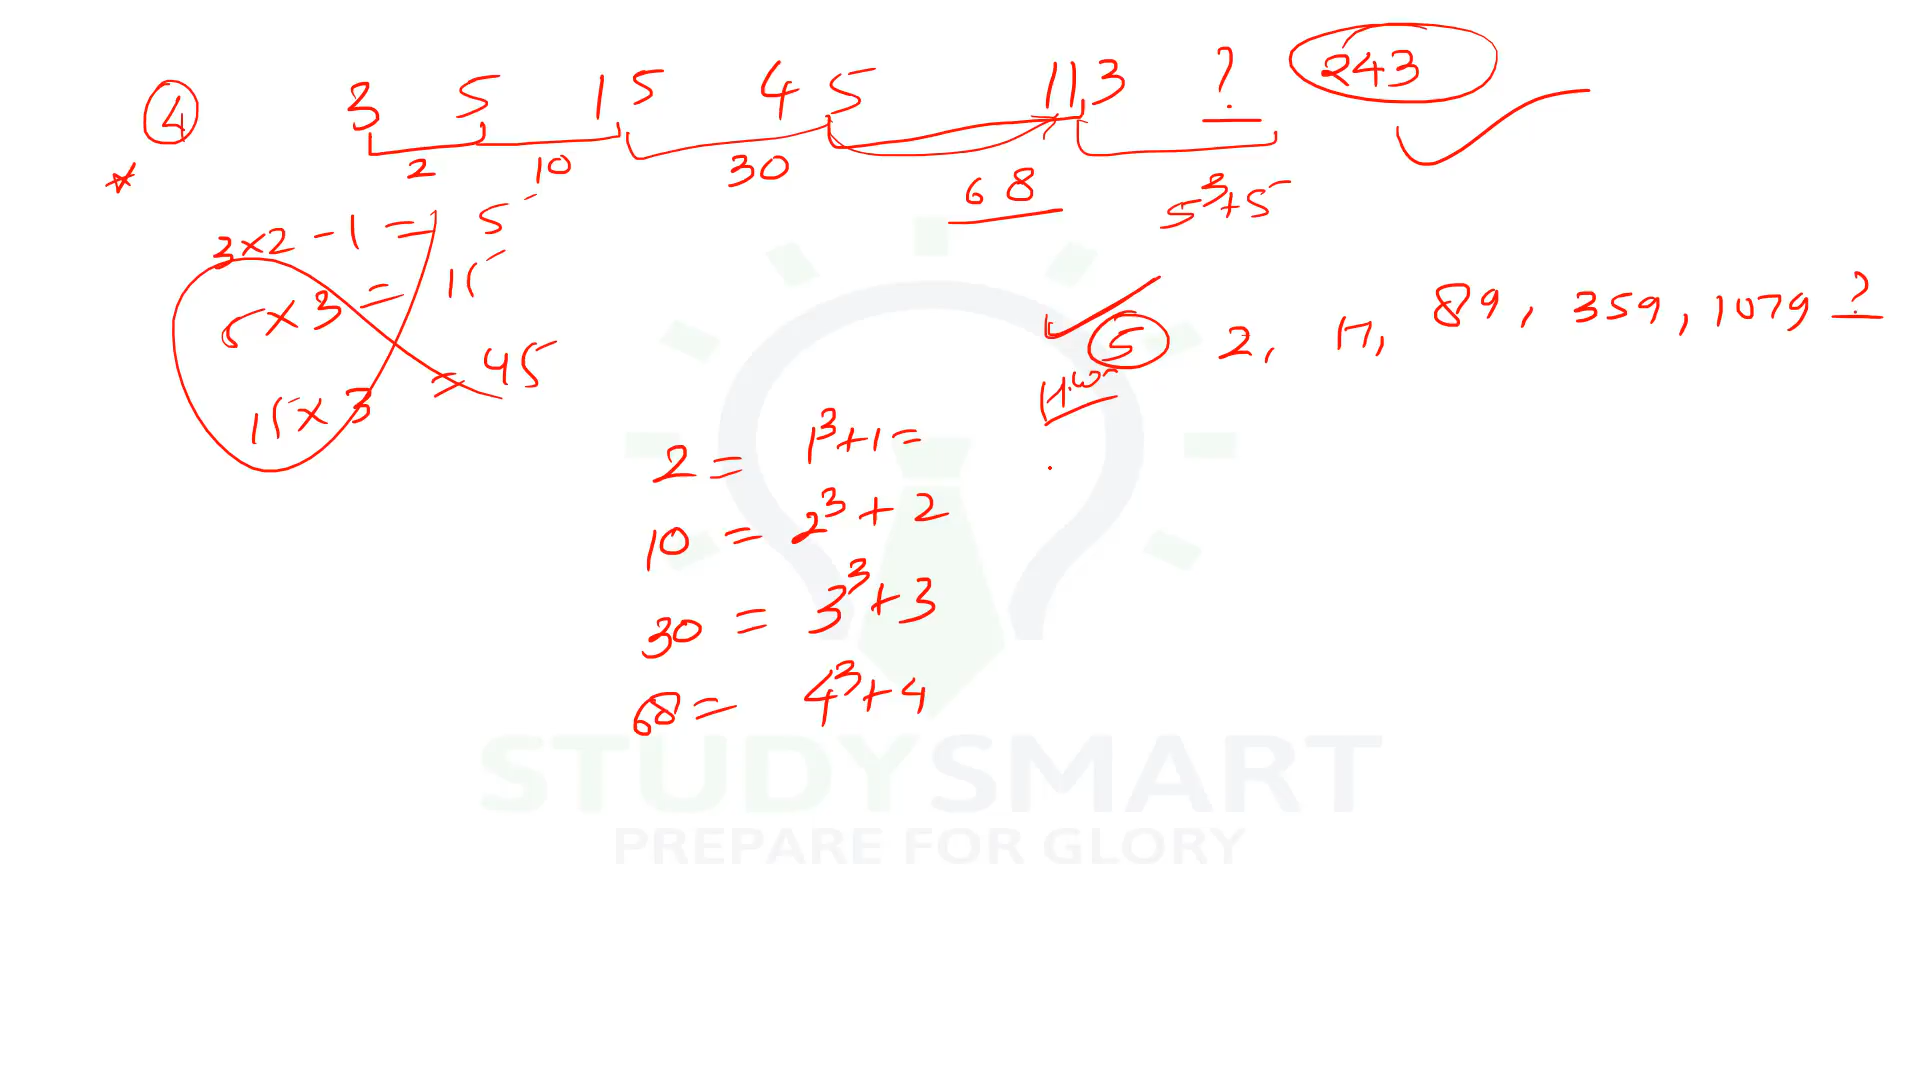 ④ 3 5 15 45 113 ? 243
2 10 30 68 5³+5
3×2-1 = 5
5×3 = 15
15×3 = 45
⑤ 2, 17, 89, 359, 1079 ?
H.W
2 = 1³+1 =
10 = 2³+2
30 = 3³+3
68 = 4³+4
STUDYSMART
PREPARE FOR GLORY